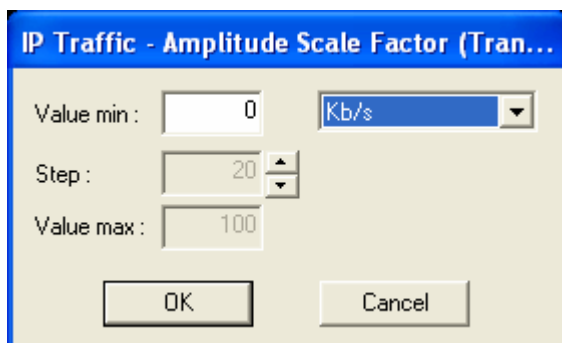 IP Traffic - Amplitude Scale Factor (Tran...
Value min : 0 Kb/s
Step : 20
Value max : 100
OK Cancel